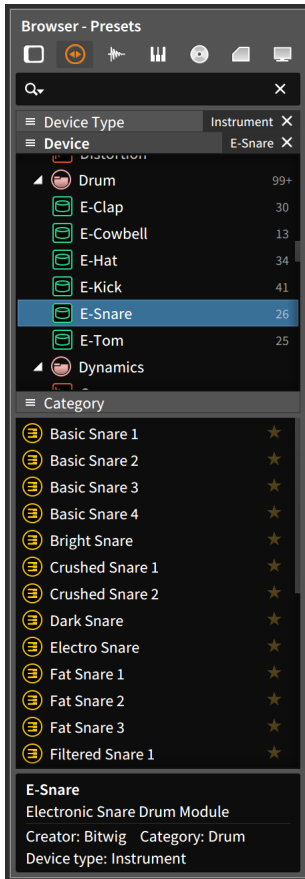 Browser - Presets
Device Type Instrument
Device E-Snare
Distortion
Drum 99+
E-Clap 30
E-Cowbell 13
E-Hat 34
E-Kick 41
E-Snare 26
E-Tom 25
Dynamics
Category
Basic Snare 1
Basic Snare 2
Basic Snare 3
Basic Snare 4
Bright Snare
Crushed Snare 1
Crushed Snare 2
Dark Snare
Electro Snare
Fat Snare 1
Fat Snare 2
Fat Snare 3
Filtered Snare 1
E-Snare
Electronic Snare Drum Module
Creator: Bitwig Category: Drum
Device type: Instrument